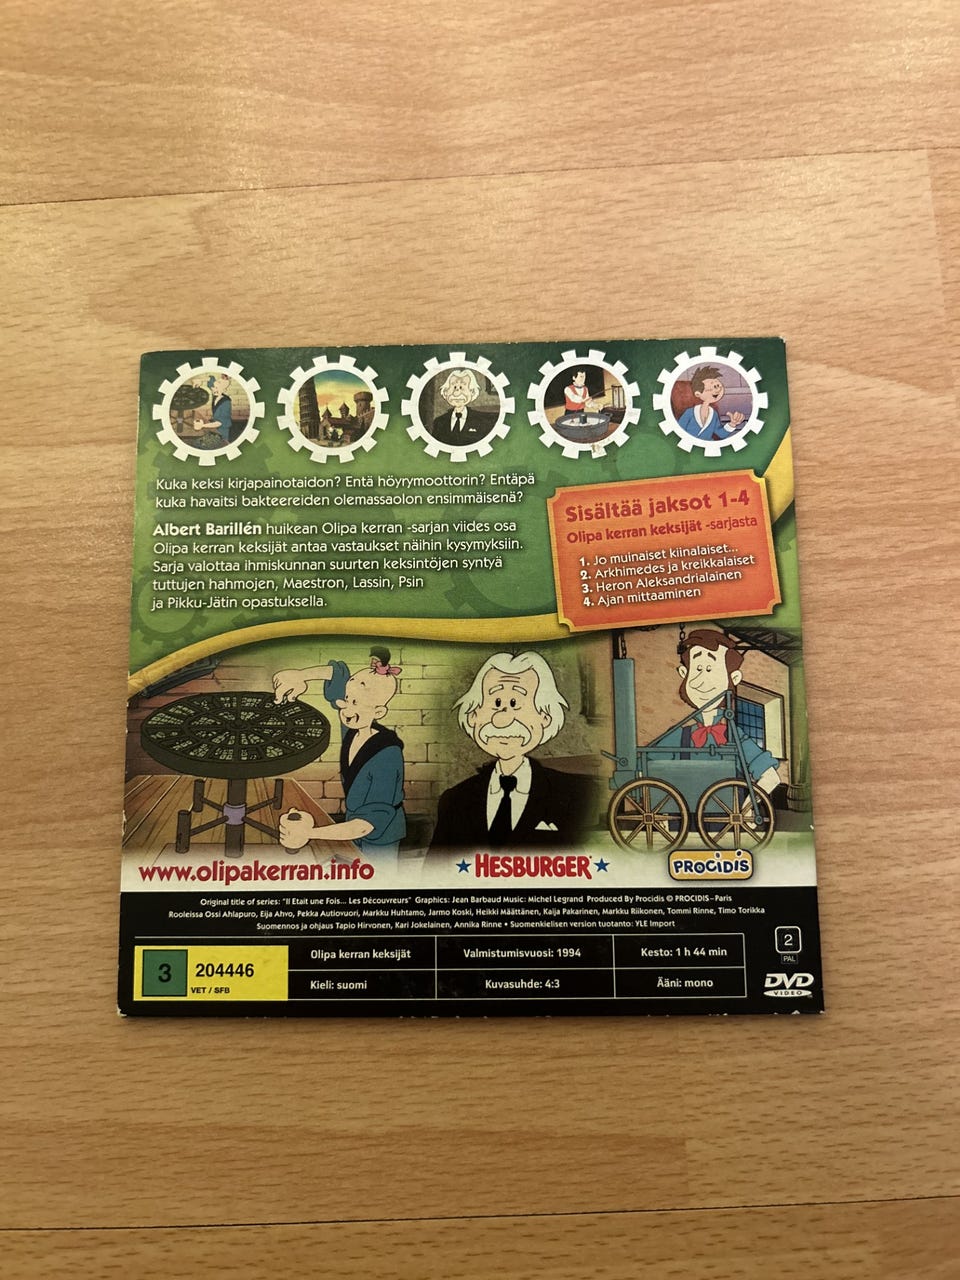 Kuka keksi kirjapainotaidon? Entä höyrymoottorin? Entäpä
kuka havaitsi bakteereiden olemassaolon ensimmäisenä?
Albert Barillén huikean Olipa kerran -sarjan viides osa
Olipa kerran keksijät antaa vastaukset näihin kysymyksiin.
Sarja valottaa ihmiskunnan suurten keksintöjen syntyä
tuttujen hahmojen, Maestron, Lassin, Psin
ja Pikku-Jätin opastuksella.
Sisältää jaksot 1-4
Olipa kerran keksijät -sarjasta
1. Jo muinaiset kiinalaiset...
2. Arkhimedes ja kreikkalaiset
3. Heron Aleksandrialainen
4. Ajan mittaaminen
www.olipakerran.info
HESBURGER
PROCIDIS
Original title of series: "Il Etait une Fois... Les Découvreurs" Graphics: Jean Barbaud Music: Michel Legrand Produced By Procidis © PROCIDIS–Paris
Rooleissa Ossi Ahlapuro, Eija Ahvo, Pekka Autiovuori, Markku Huhtamo, Jarmo Koski, Heikki Määttänen, Kaija Pakarinen, Markku Riikonen, Tommi Rinne, Timo Torikka
Suomennos ja ohjaus Tapio Hirvonen, Kari Jokelainen, Annika Rinne • Suomenkielisen version tuotanto: YLE Import
3 204446
VET / SFB
Olipa kerran keksijät
Valmistumisvuosi: 1994
Kesto: 1 h 44 min
Kieli: suomi
Kuvasuhde: 4:3
Ääni: mono
2
PAL
DVD
VIDEO